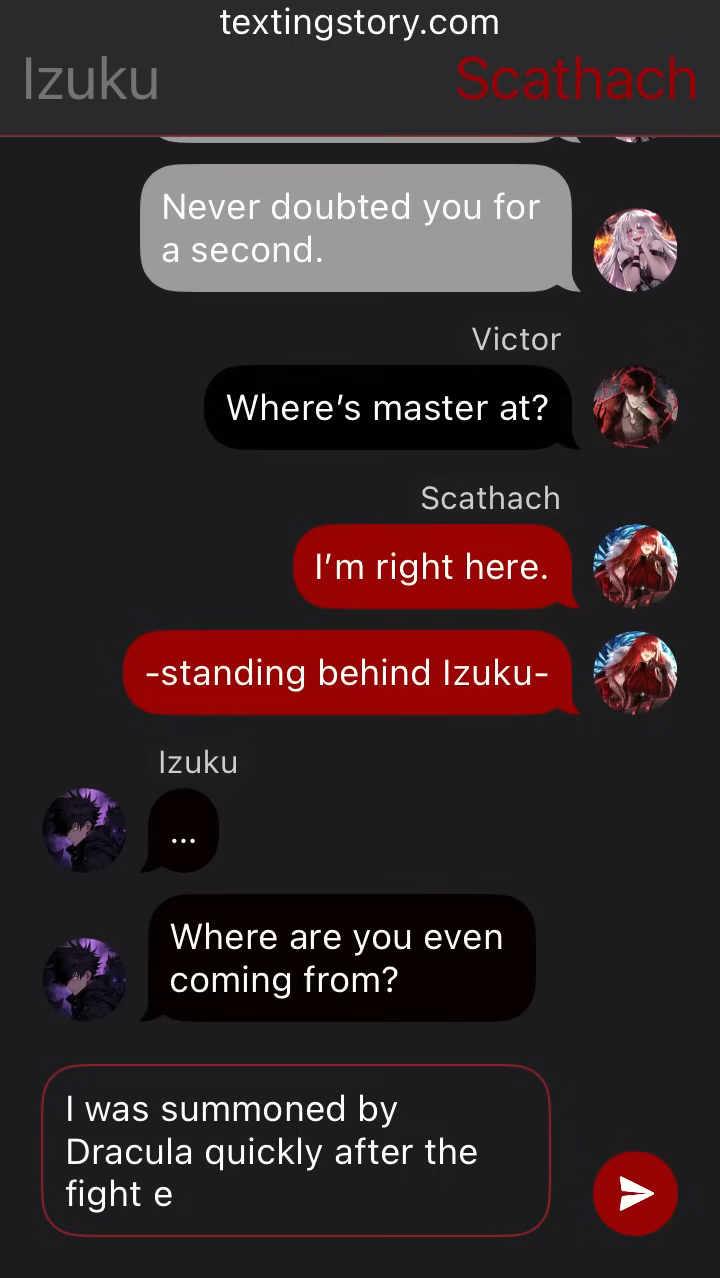 textingstory.com
Izuku
Scathach
Never doubted you for
a second.
Victor
Where’s master at?
Scathach
I’m right here.
-standing behind Izuku-
Izuku
...
Where are you even
coming from?
I was summoned by
Dracula quickly after the
fight e